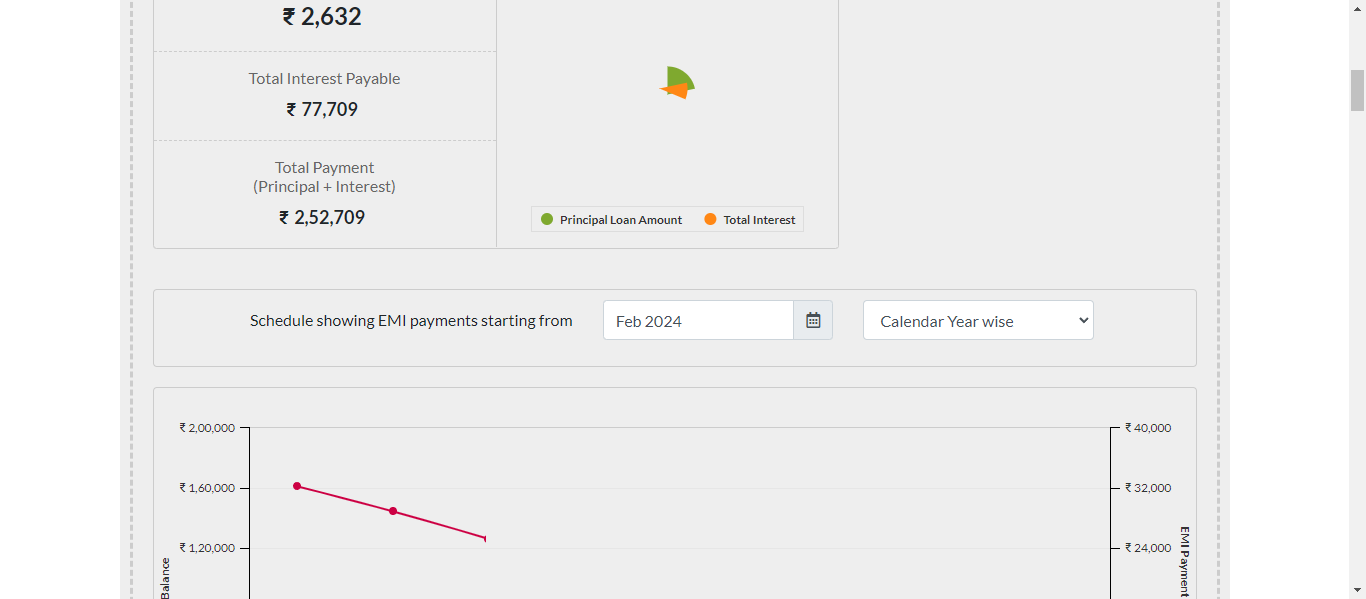 ₹ 2,632
Total Interest Payable
₹ 77,709
Total Payment
(Principal + Interest)
₹ 2,52,709
Principal Loan Amount
Total Interest
Schedule showing EMI payments starting from
Feb 2024
Calendar Year wise
₹ 2,00,000
₹ 1,60,000
₹ 1,20,000
Balance
₹ 40,000
₹ 32,000
₹ 24,000
EMI Payment